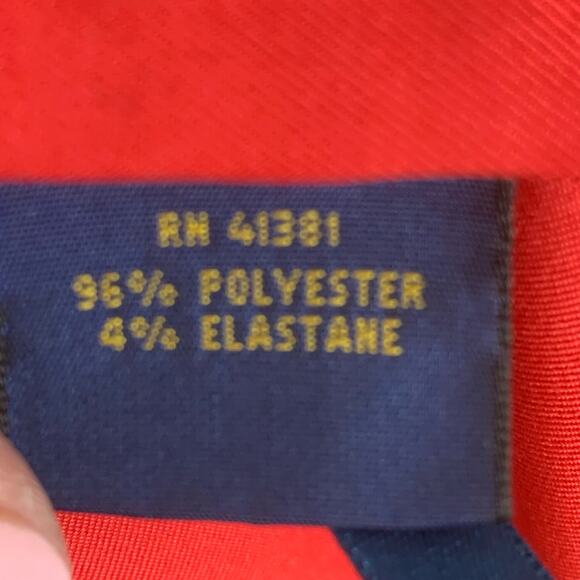 RN 41381
96% POLYESTER
4% ELASTANE